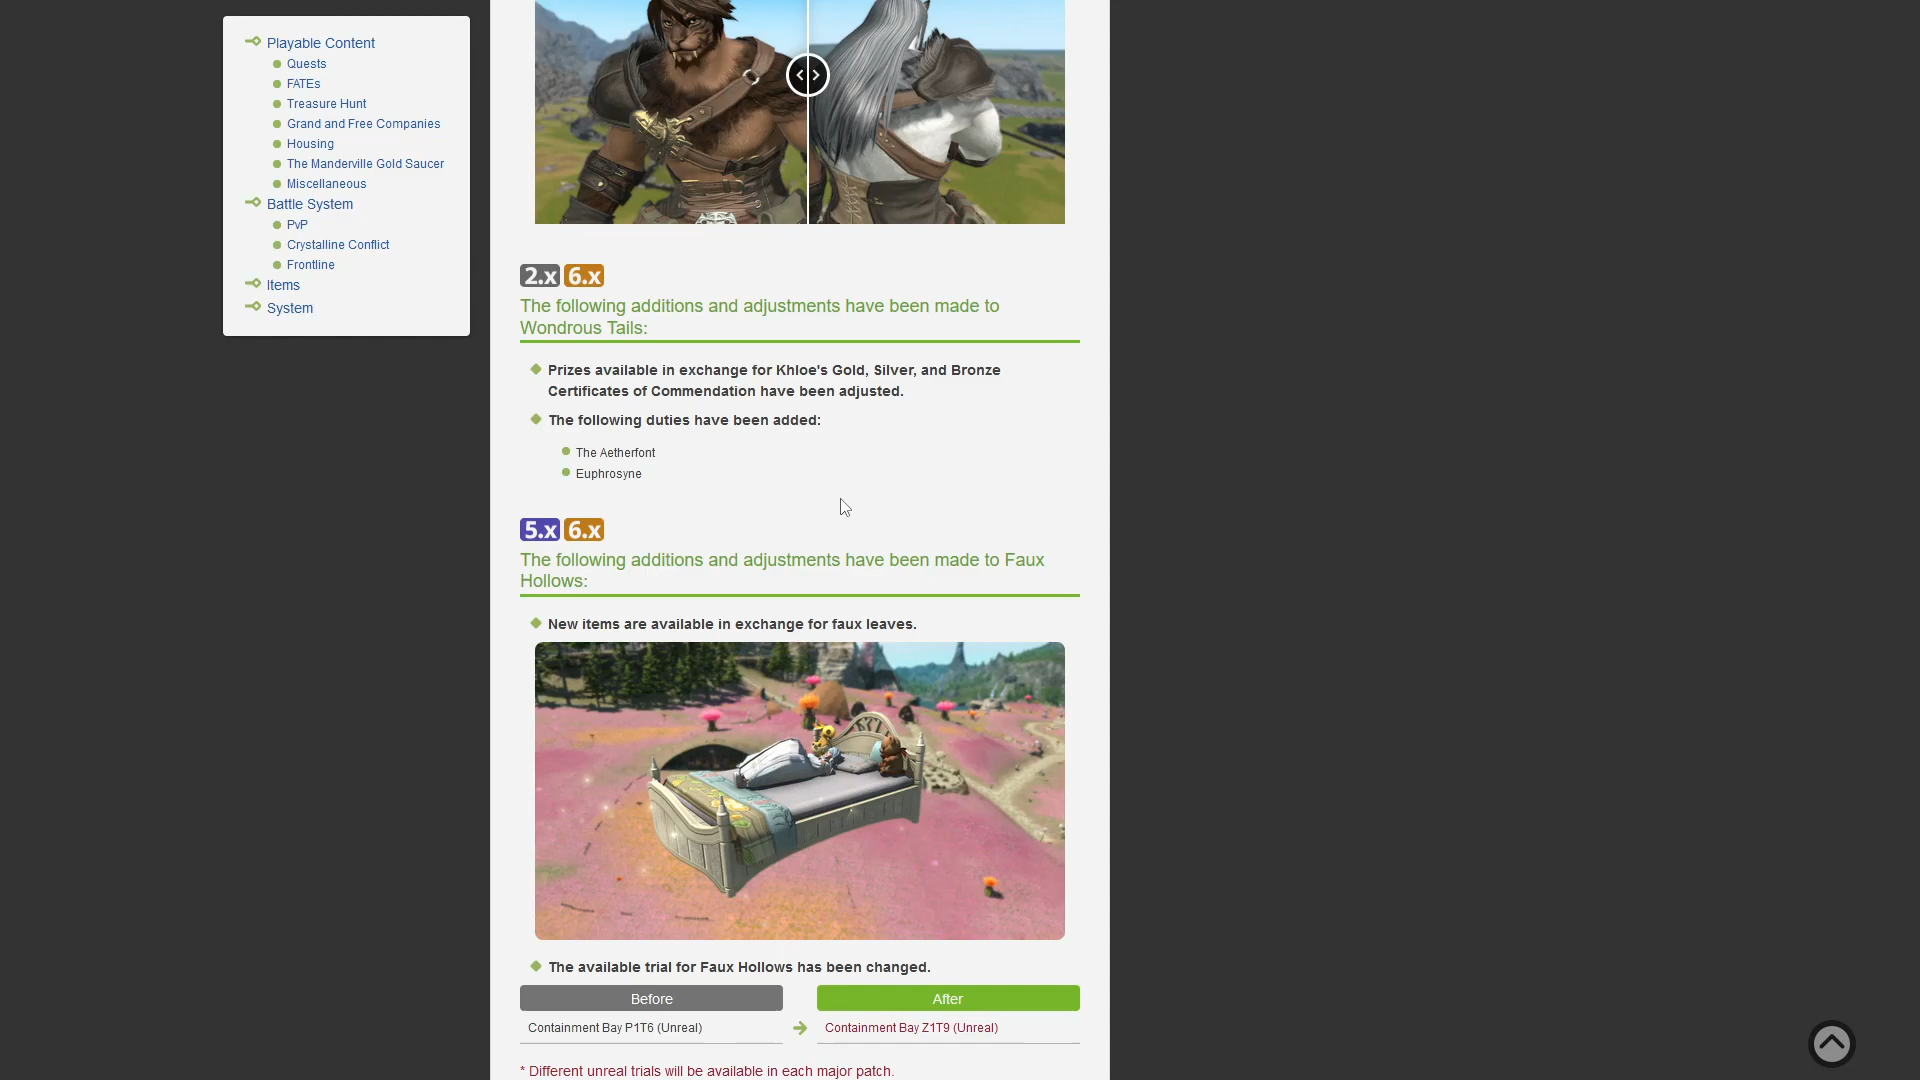 Playable Content
Quests
FATEs
Treasure Hunt
Grand and Free Companies
Housing
The Manderville Gold Saucer
Miscellaneous
Battle System
PvP
Crystalline Conflict
Frontline
Items
System
2.x 6.x
The following additions and adjustments have been made to
Wondrous Tails:
Prizes available in exchange for Khloe's Gold, Silver, and Bronze
Certificates of Commendation have been adjusted.
The following duties have been added:
The Aetherfont
Euphrosyne
5.x 6.x
The following additions and adjustments have been made to Faux
Hollows:
New items are available in exchange for faux leaves.
The available trial for Faux Hollows has been changed.
Before After
Containment Bay P1T6 (Unreal) Containment Bay Z1T9 (Unreal)
* Different unreal trials will be available in each major patch.